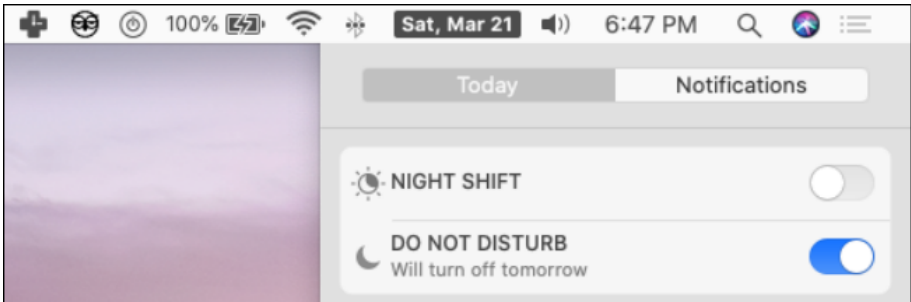 100% Sat, Mar 21 6:47 PM
Today Notifications
NIGHT SHIFT
DO NOT DISTURB
Will turn off tomorrow